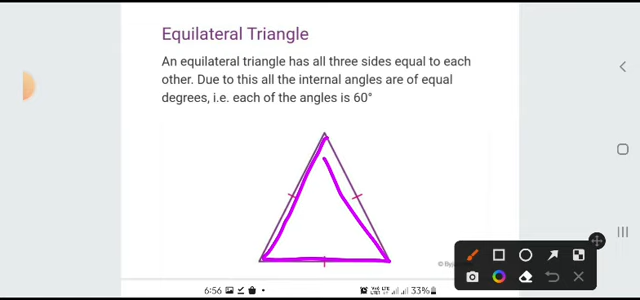 Equilateral Triangle
An equilateral triangle has all three sides equal to each
other. Due to this all the internal angles are of equal
degrees, i.e. each of the angles is 60°
6:56
33%